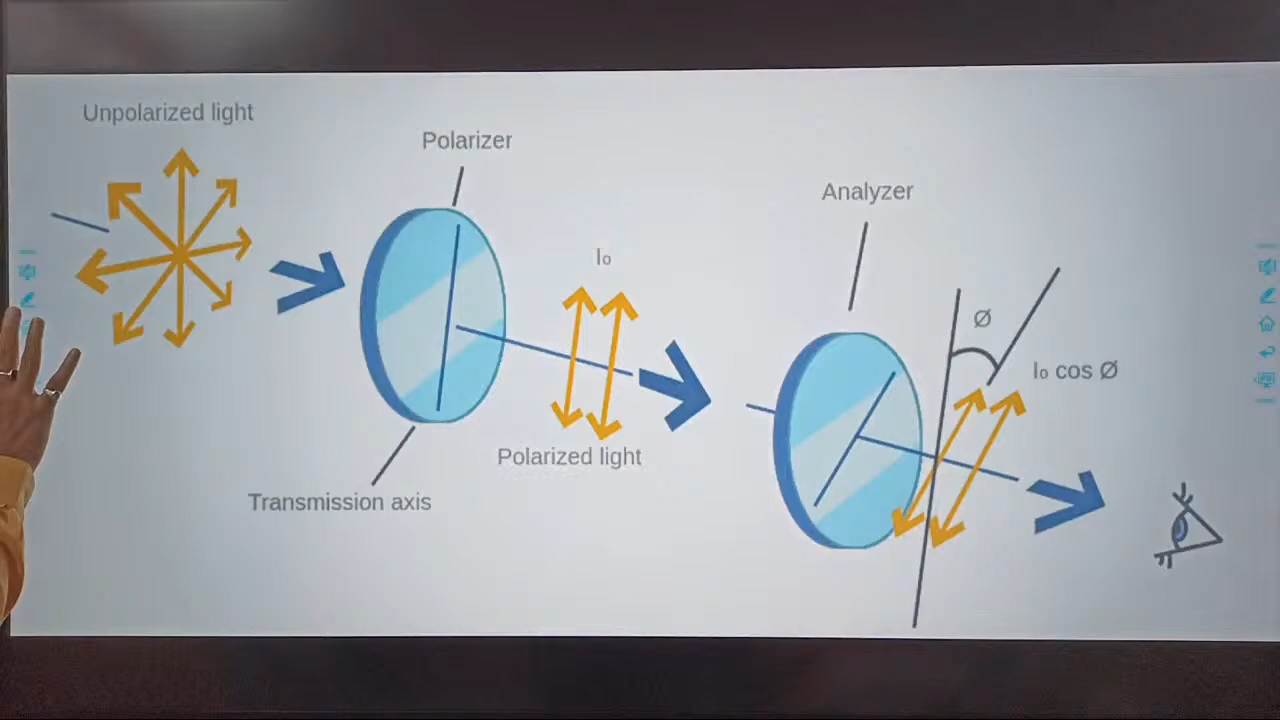 Unpolarized light
Polarizer
Analyzer
I₀
Ø
I₀ cos Ø
Polarized light
Transmission axis